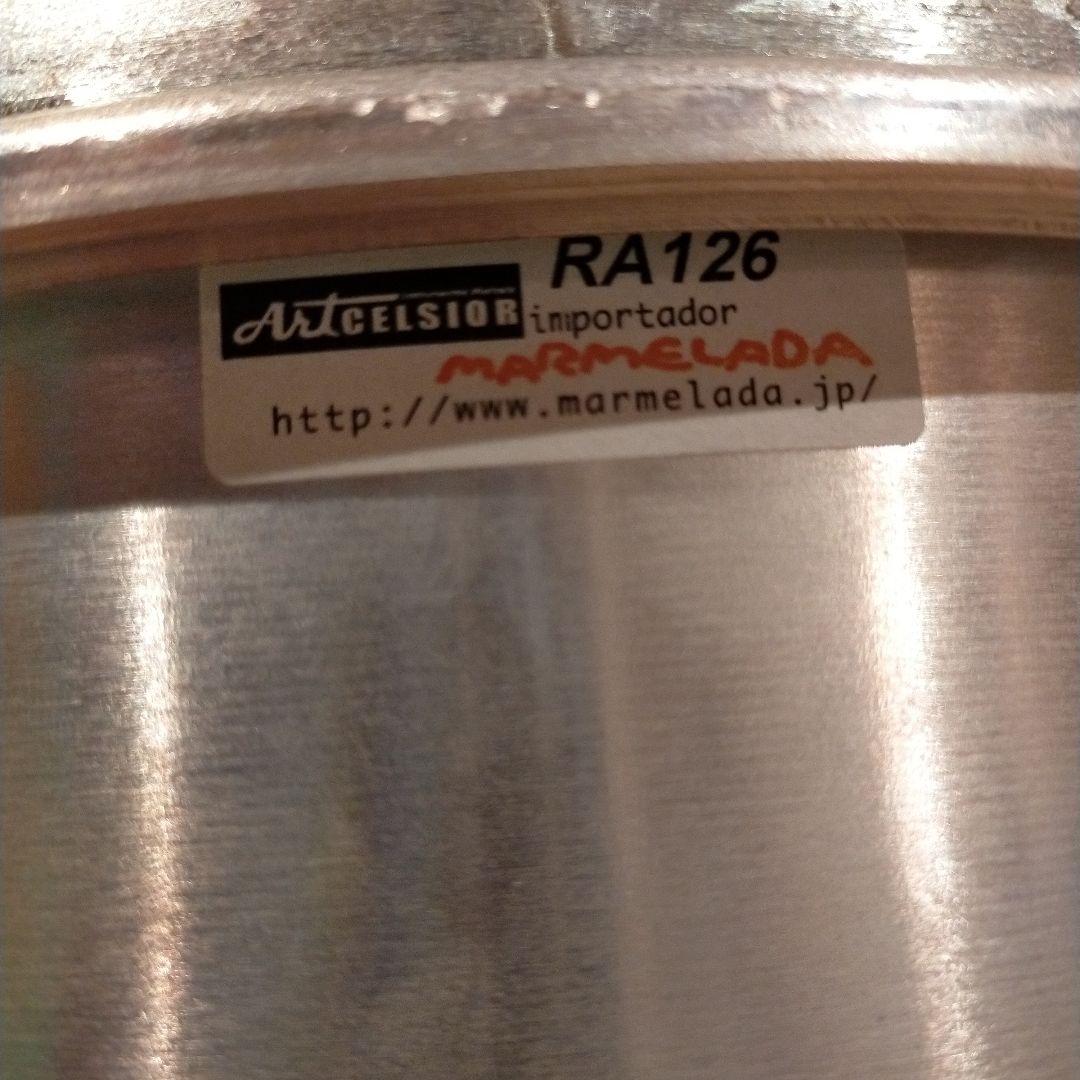 RA126
ArtCELSIOR importador
MARMELADA
http://www.marmelada.jp/